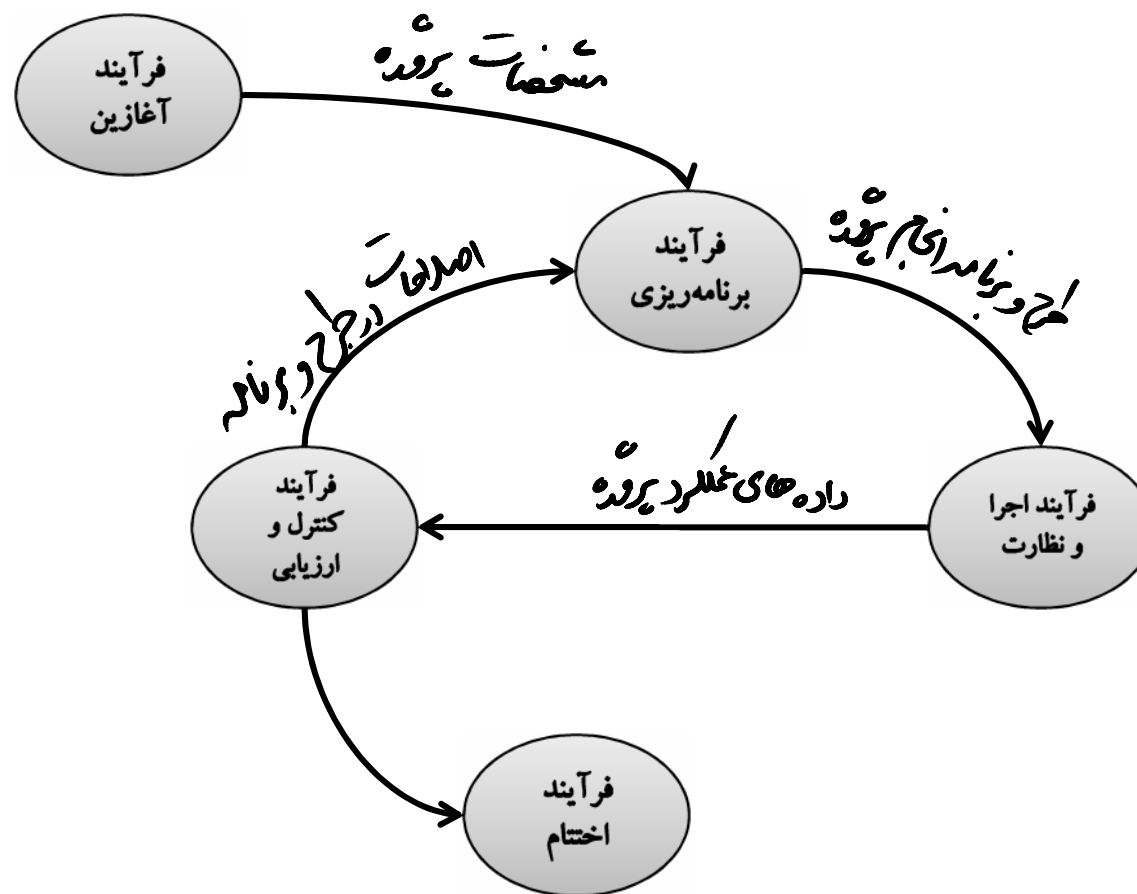 مشخصات پروژه
فرآیند
آغازین
فرآیند
برنامه‌ریزی
طرح و برنامه انجام پروژه
اصلاحات در طرح و برنامه
داده های عملکرد پروژه
فرآیند اجرا
و نظارت
فرآیند
کنترل و
ارزیابی
فرآیند
اختتام